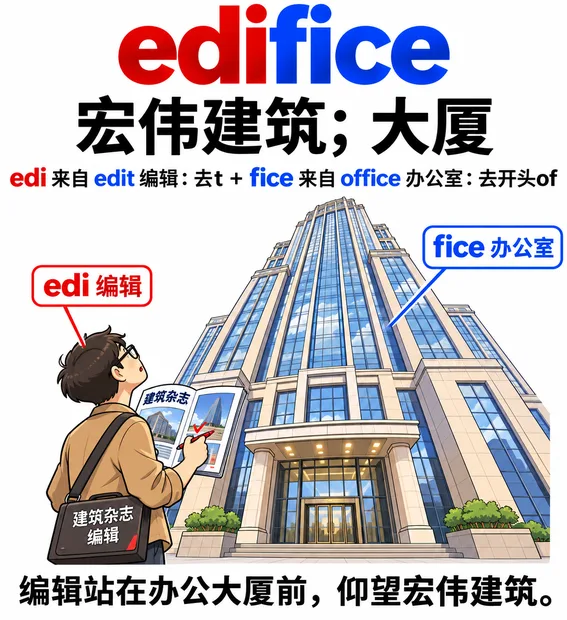 edifice
宏伟建筑；大厦
edi 来自 edit 编辑：去t + fice 来自 office 办公室：去开头of
fice 办公室
edi 编辑
建筑杂志
建筑杂志
编辑
编辑站在办公大厦前，仰望宏伟建筑。